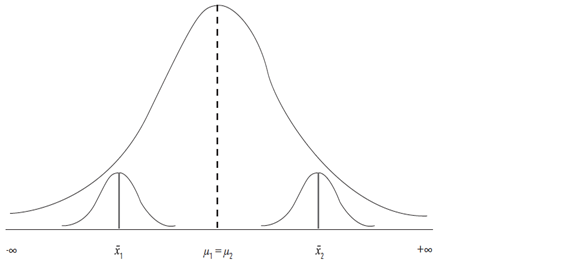 -∞ x̄₁ μ₁ = μ₂ x̄₂ +∞